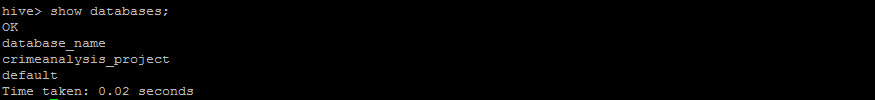 hive> show databases;
OK
database_name
crimeanalysis_project
default
Time taken: 0.02 seconds